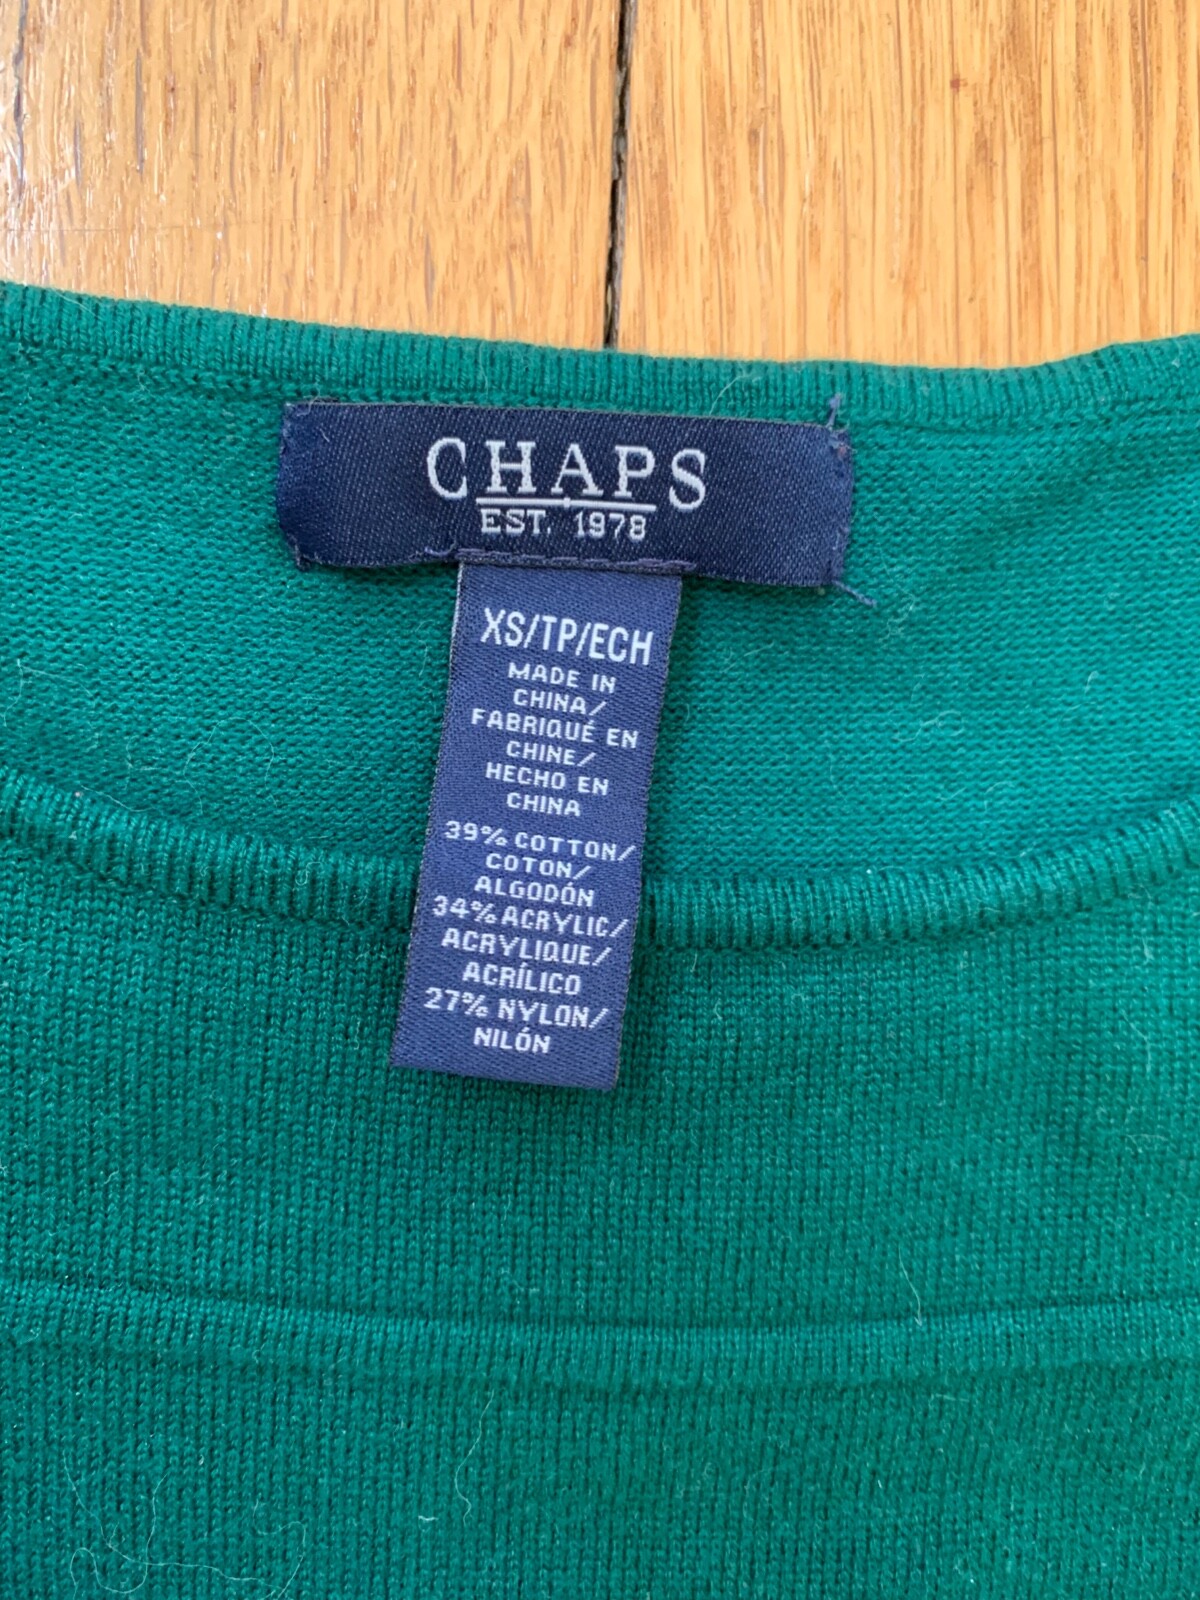 CHAPS
EST. 1978
XS/TP/ECH
MADE IN
CHINA/
FABRIQUÉ EN
CHINE/
HECHO EN
CHINA
39% COTTON/
COTON/
ALGODÓN
34% ACRYLIC/
ACRYLIQUE/
ACRÍLICO
27% NYLON/
NILÓN